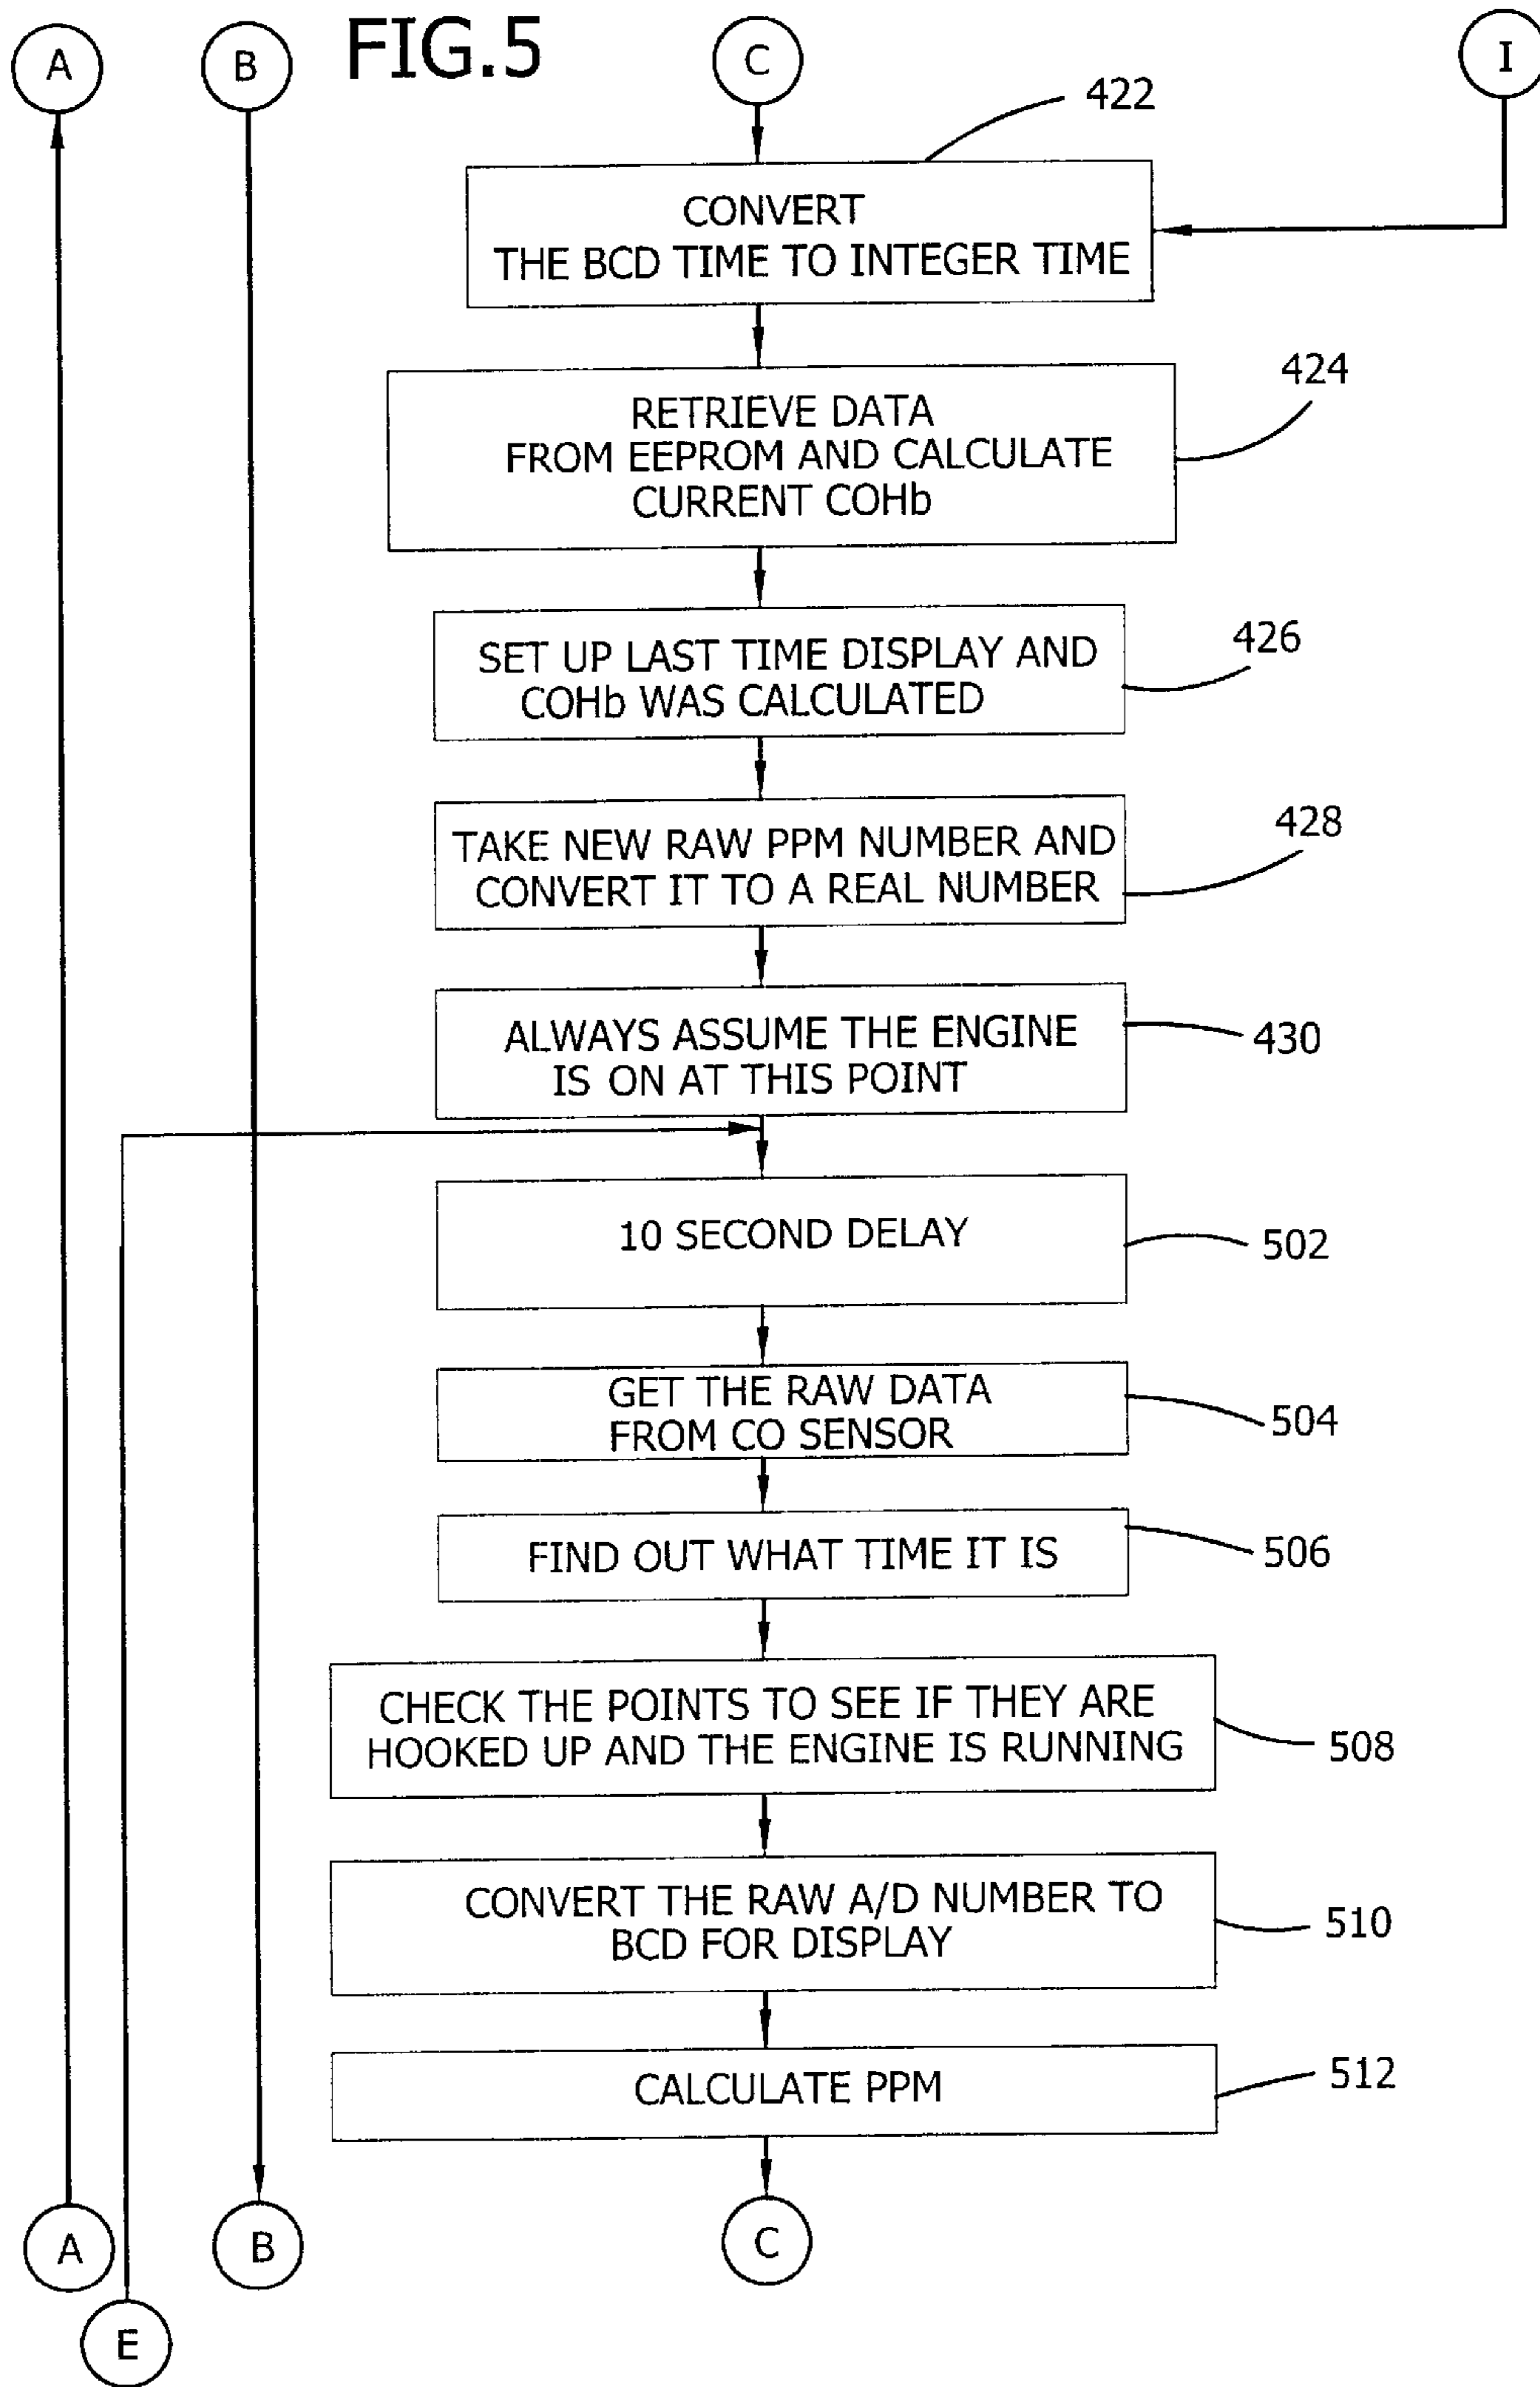 A
B
FIG.5
C
I
422
CONVERT
THE BCD TIME TO INTEGER TIME
424
RETRIEVE DATA
FROM EEPROM AND CALCULATE
CURRENT COHb
426
SET UP LAST TIME DISPLAY AND
COHb WAS CALCULATED
428
TAKE NEW RAW PPM NUMBER AND
CONVERT IT TO A REAL NUMBER
ALWAYS ASSUME THE ENGINE
IS ON AT THIS POINT
430
10 SECOND DELAY
502
GET THE RAW DATA
FROM CO SENSOR
504
FIND OUT WHAT TIME IT IS
506
CHECK THE POINTS TO SEE IF THEY ARE
HOOKED UP AND THE ENGINE IS RUNNING
508
CONVERT THE RAW A/D NUMBER TO
BCD FOR DISPLAY
510
CALCULATE PPM
512
A
B
C
E